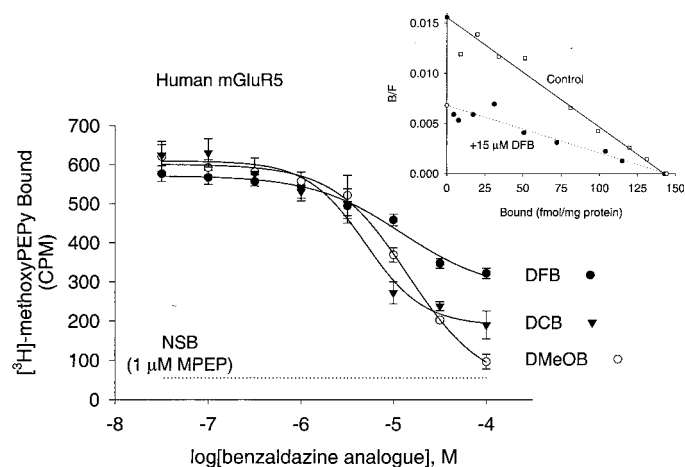 Human mGluR5
[³H]-methoxyPEPy Bound
(CPM)
700
600
500
400
300
200
100
0
-8
-7
-6
-5
-4
-3
log[benzaldazine analogue], M
NSB
(1 μM MPEP)
DFB
DCB
DMeOB
B/F
0.015
0.010
0.005
0.000
0
25
50
75
100
125
150
Bound (fmol/mg protein)
Control
+15 μM DFB